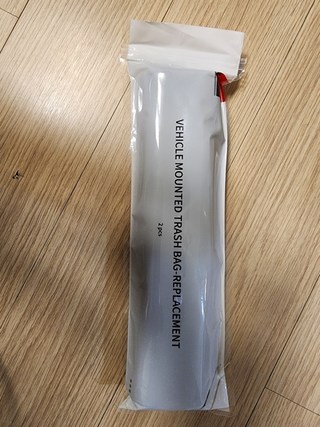 VEHICLE MOUNTED TRASH BAG-REPLACEMENT
2 pcs